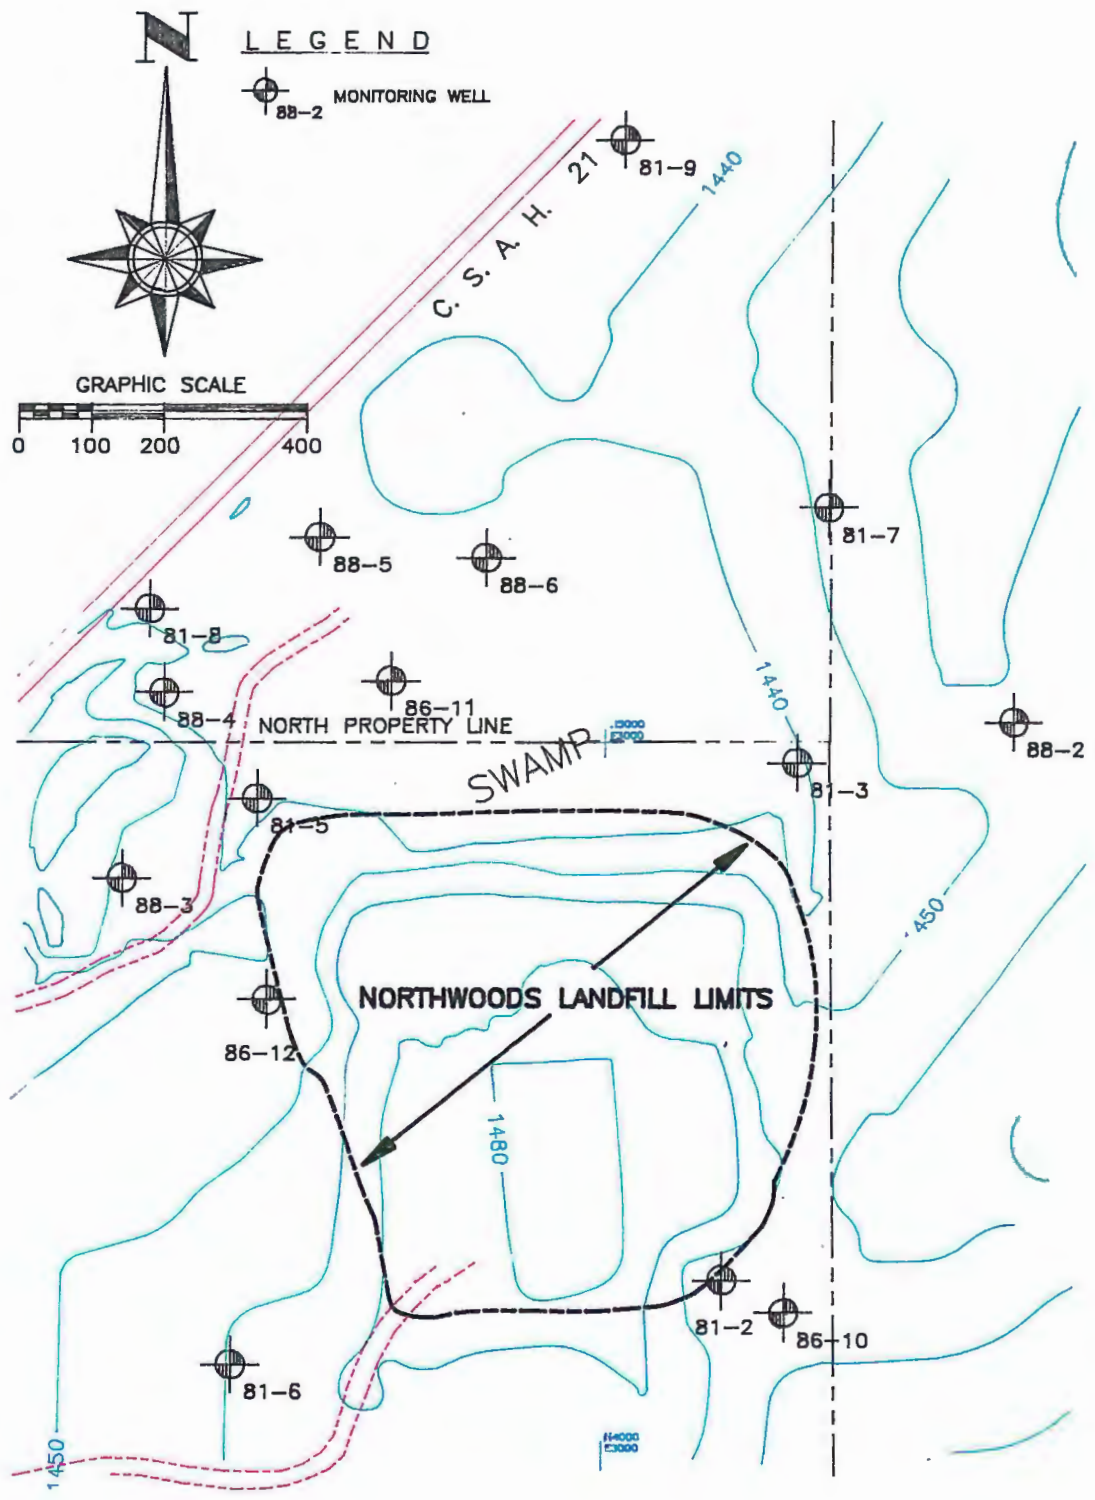 N
LEGEND
88-2 MONITORING WELL
81-9
1440
C. S. A. H. 21
GRAPHIC SCALE
0 100 200 400
81-7
88-5
88-6
81-8
86-11
1440
88-4
NORTH PROPERTY LINE
88-2
SWAMP
81-3
81-5
88-3
1450
NORTHWOODS LANDFILL LIMITS
86-12
1480
81-2
86-10
81-6
1450